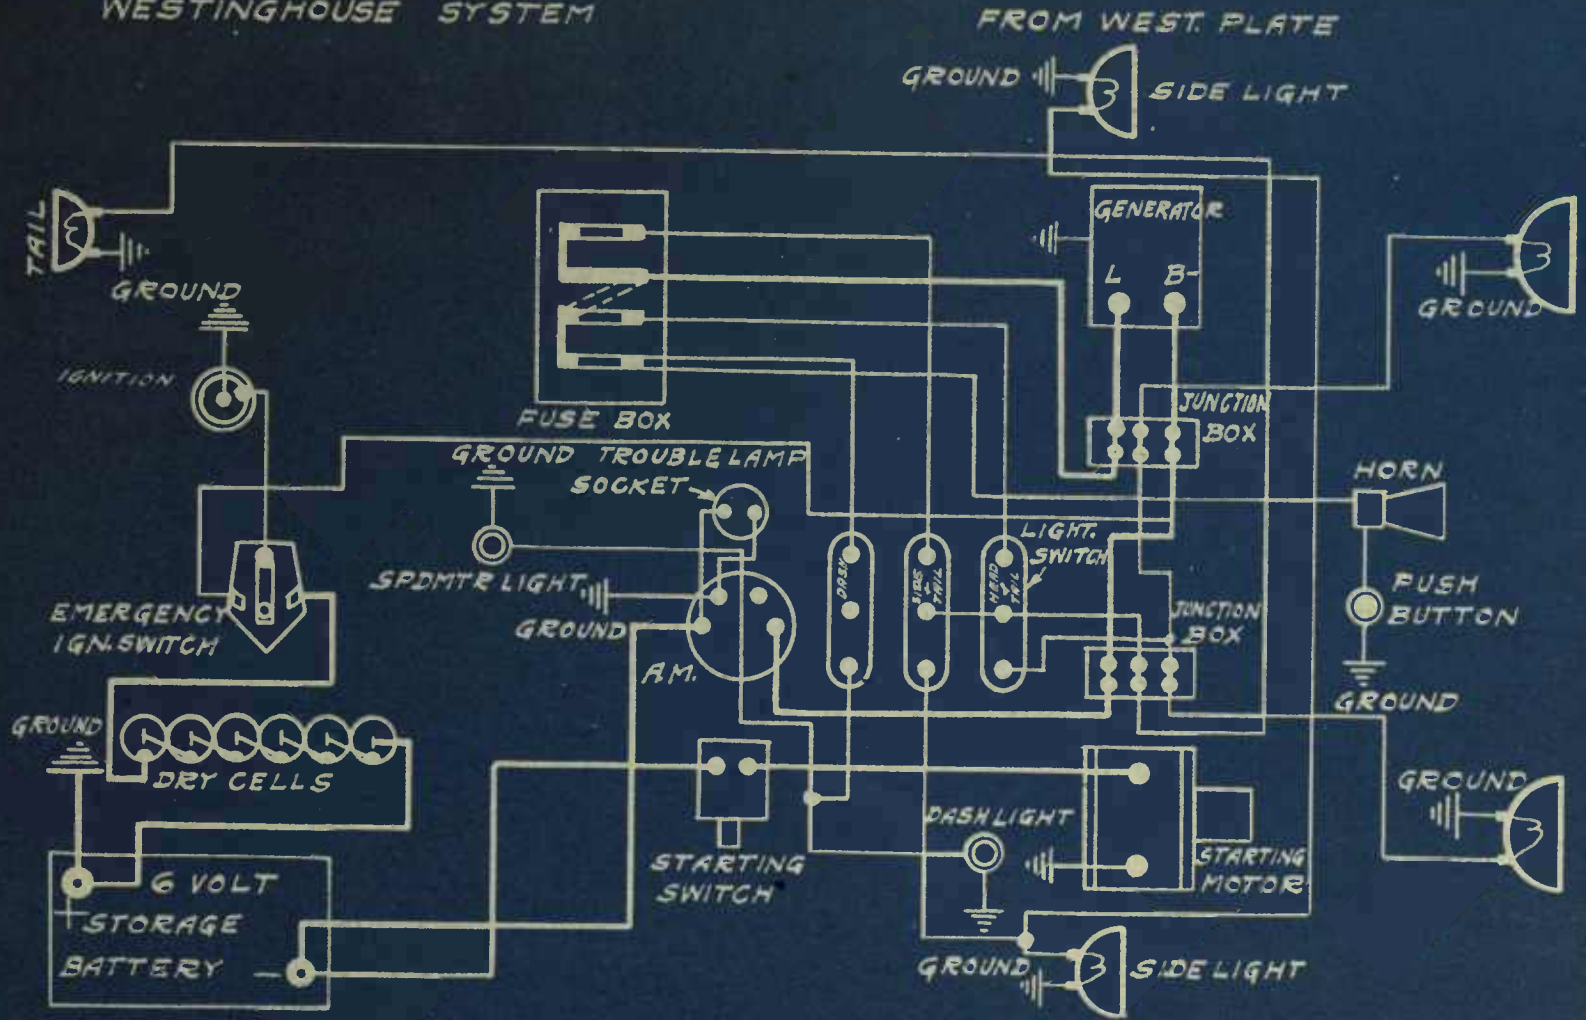 WESTINGHOUSE SYSTEM
FROM WEST. PLATE
GROUND
SIDE LIGHT
TAIL
GROUND
GENERATOR
L B-
GROUND
IGNITION
FUSE BOX
JUNCTION
BOX
GROUND TROUBLE LAMP
SOCKET
HORN
LIGHT.
SWITCH
SPDMTR LIGHT
DASH
SIDE & TAIL
HEAD & TAIL
EMERGENCY
IGN. SWITCH
GROUND
A.M.
JUNCTION
BOX
PUSH
BUTTON
GROUND
GROUND
DRY CELLS
GROUND
DASH LIGHT
STARTING
SWITCH
STARTING
MOTOR
6 VOLT
+ STORAGE
BATTERY -
GROUND
SIDE LIGHT